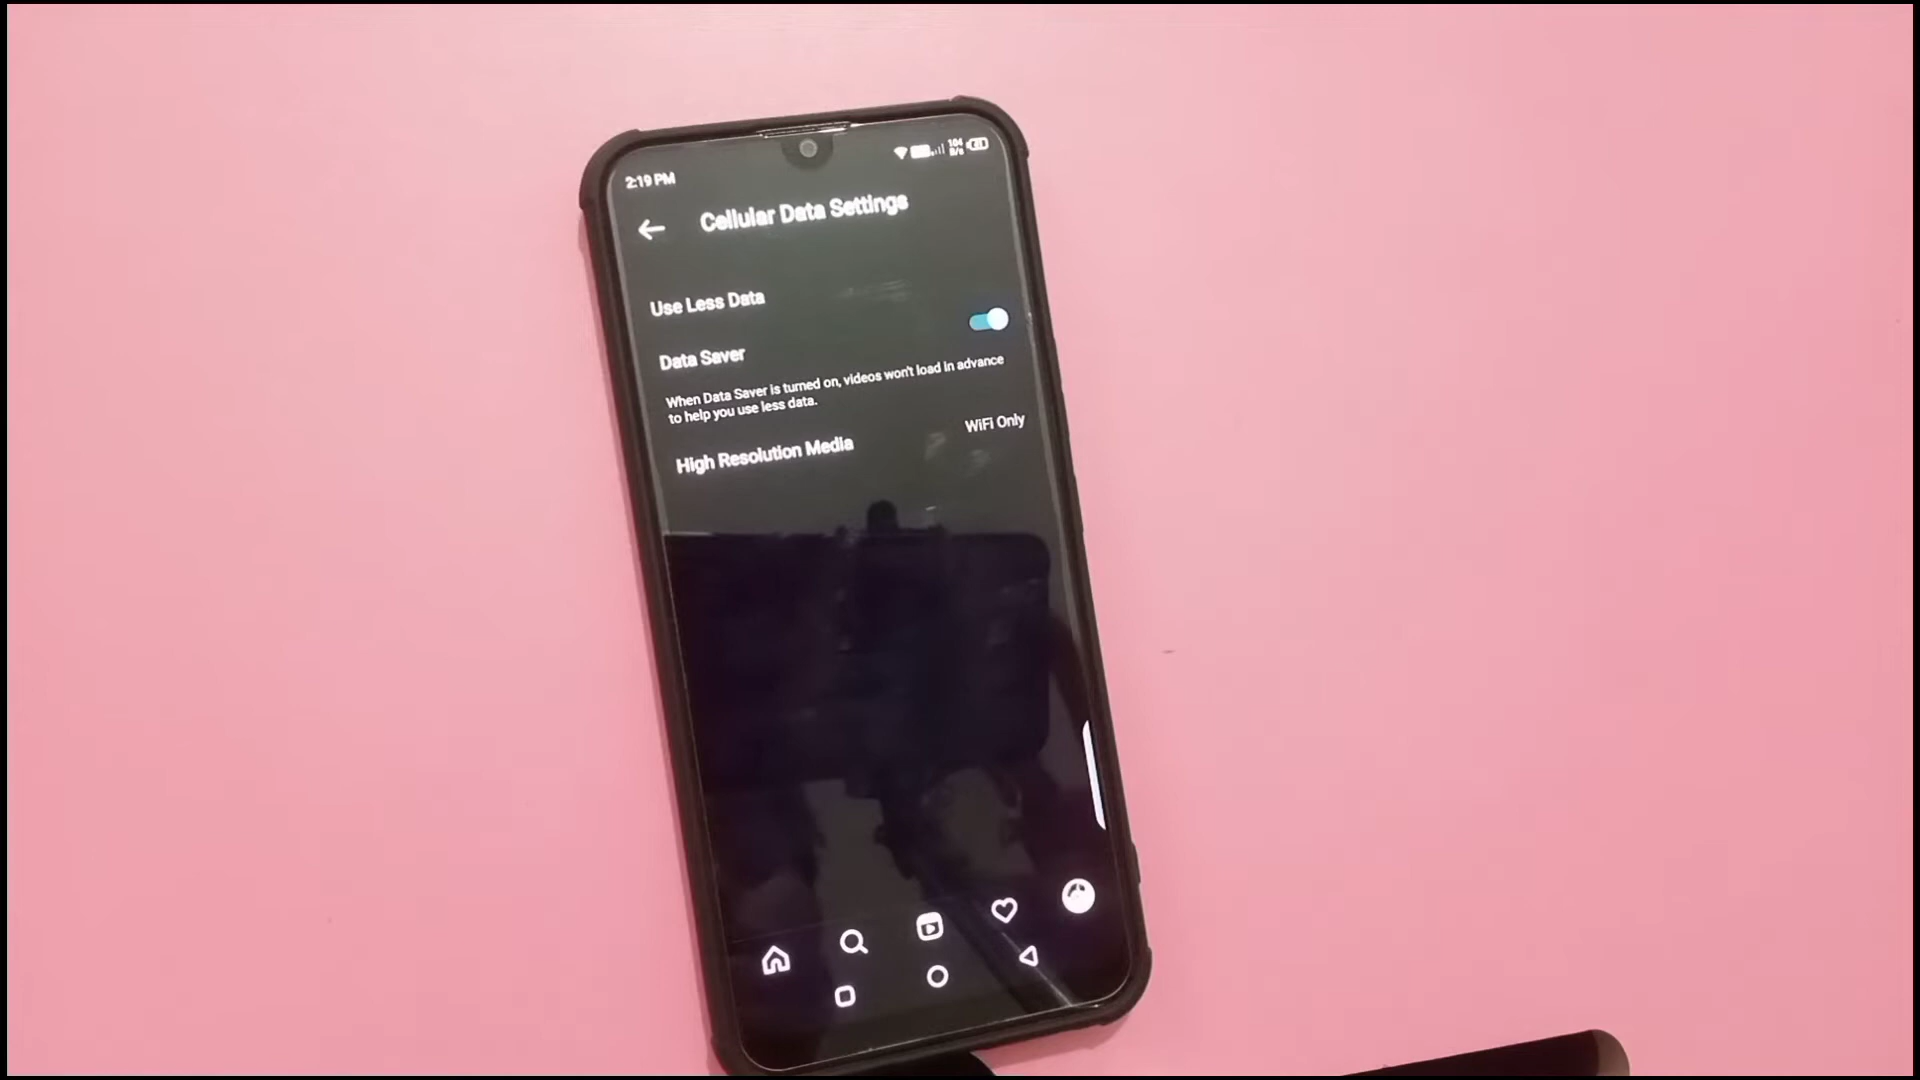 2:19 PM
104
B/s
Cellular Data Settings
Use Less Data
Data Saver
When Data Saver is turned on, videos won't load in advance
to help you use less data.
High Resolution Media
WiFi Only